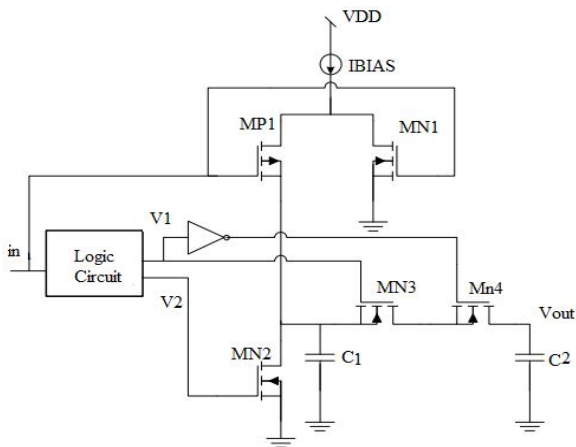 VDD
IBIAS
MP1
MN1
V1
in
Logic
Circuit
V2
MN3
Mn4
Vout
MN2
C1
C2